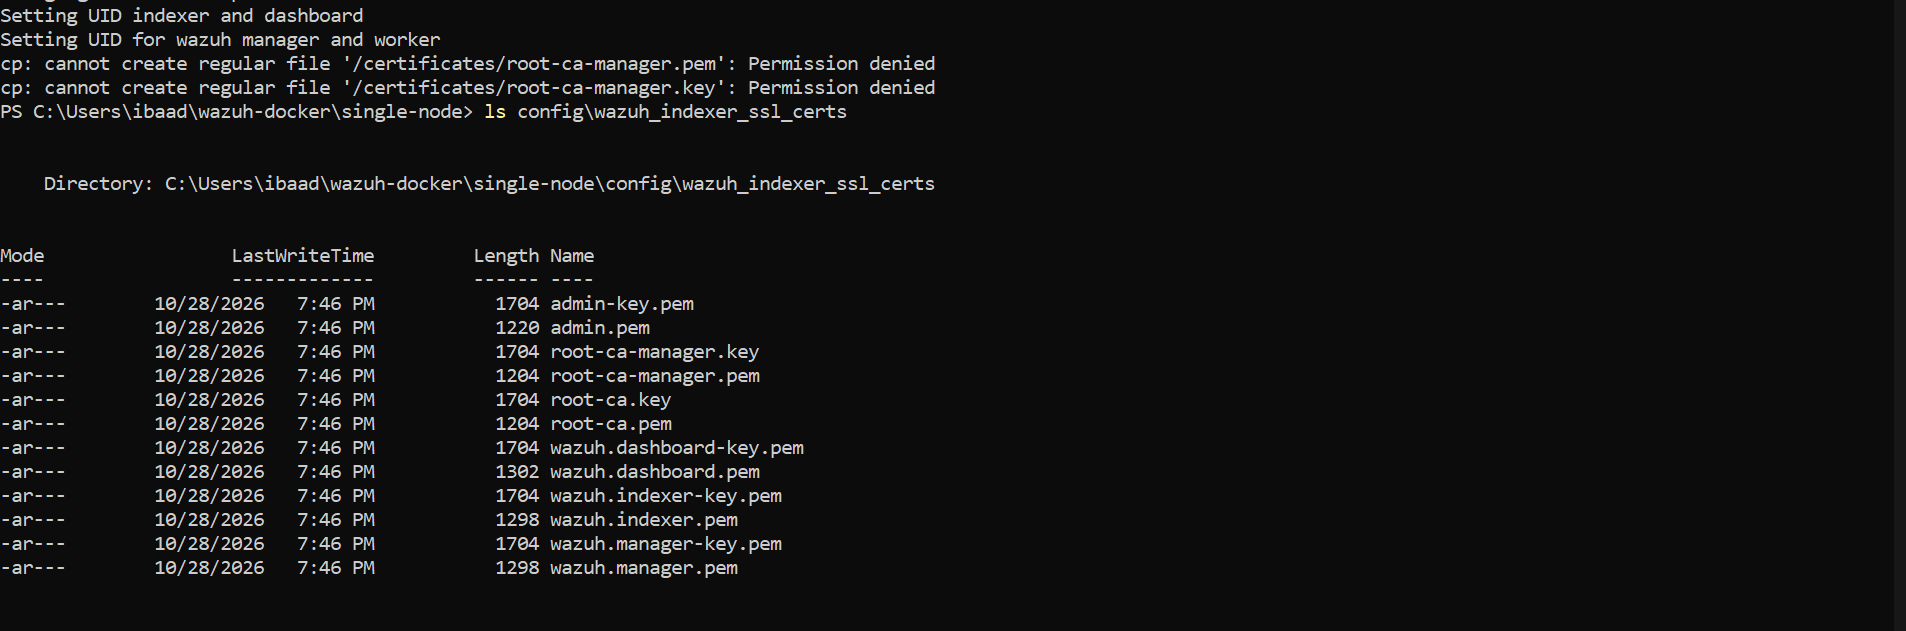 Setting UID indexer and dashboard
Setting UID for wazuh manager and worker
cp: cannot create regular file '/certificates/root-ca-manager.pem': Permission denied
cp: cannot create regular file '/certificates/root-ca-manager.key': Permission denied
PS C:\Users\ibaad\wazuh-docker\single-node> ls config\wazuh_indexer_ssl_certs
Directory: C:\Users\ibaad\wazuh-docker\single-node\config\wazuh_indexer_ssl_certs
Mode                 LastWriteTime         Length Name
----                 -------------         ------ ----
-ar---        10/28/2026   7:46 PM           1704 admin-key.pem
-ar---        10/28/2026   7:46 PM           1220 admin.pem
-ar---        10/28/2026   7:46 PM           1704 root-ca-manager.key
-ar---        10/28/2026   7:46 PM           1204 root-ca-manager.pem
-ar---        10/28/2026   7:46 PM           1704 root-ca.key
-ar---        10/28/2026   7:46 PM           1204 root-ca.pem
-ar---        10/28/2026   7:46 PM           1704 wazuh.dashboard-key.pem
-ar---        10/28/2026   7:46 PM           1302 wazuh.dashboard.pem
-ar---        10/28/2026   7:46 PM           1704 wazuh.indexer-key.pem
-ar---        10/28/2026   7:46 PM           1298 wazuh.indexer.pem
-ar---        10/28/2026   7:46 PM           1704 wazuh.manager-key.pem
-ar---        10/28/2026   7:46 PM           1298 wazuh.manager.pem